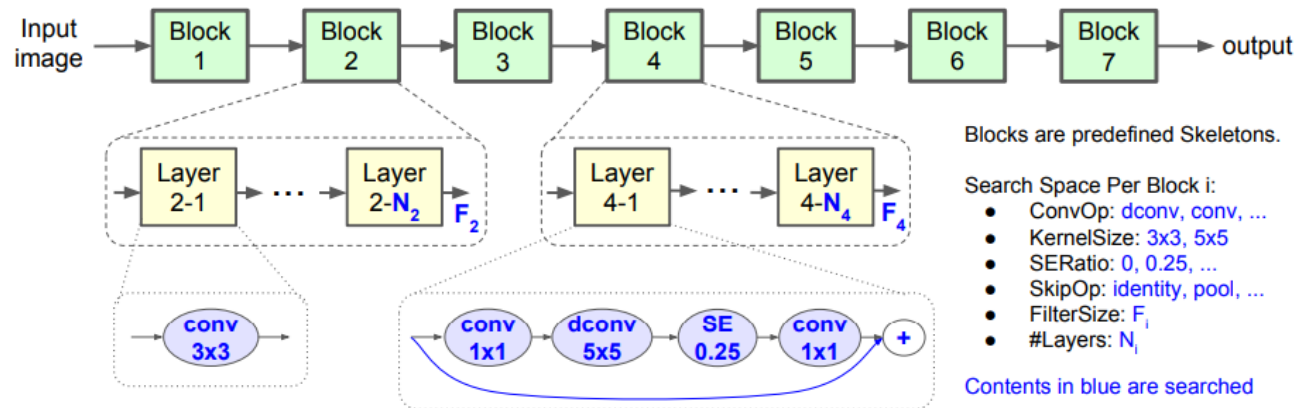 Input
image
Block
1
Block
2
Block
3
Block
4
Block
5
Block
6
Block
7
output
Layer
2-1
...
Layer
2-N2
F2
Layer
4-1
...
Layer
4-N4
F4
conv
3x3
conv
1x1
dconv
5x5
SE
0.25
conv
1x1
+
Blocks are predefined Skeletons.
Search Space Per Block i:
● ConvOp: dconv, conv, ...
● KernelSize: 3x3, 5x5
● SERatio: 0, 0.25, ...
● SkipOp: identity, pool, ...
● FilterSize: Fi
● #Layers: Ni
Contents in blue are searched